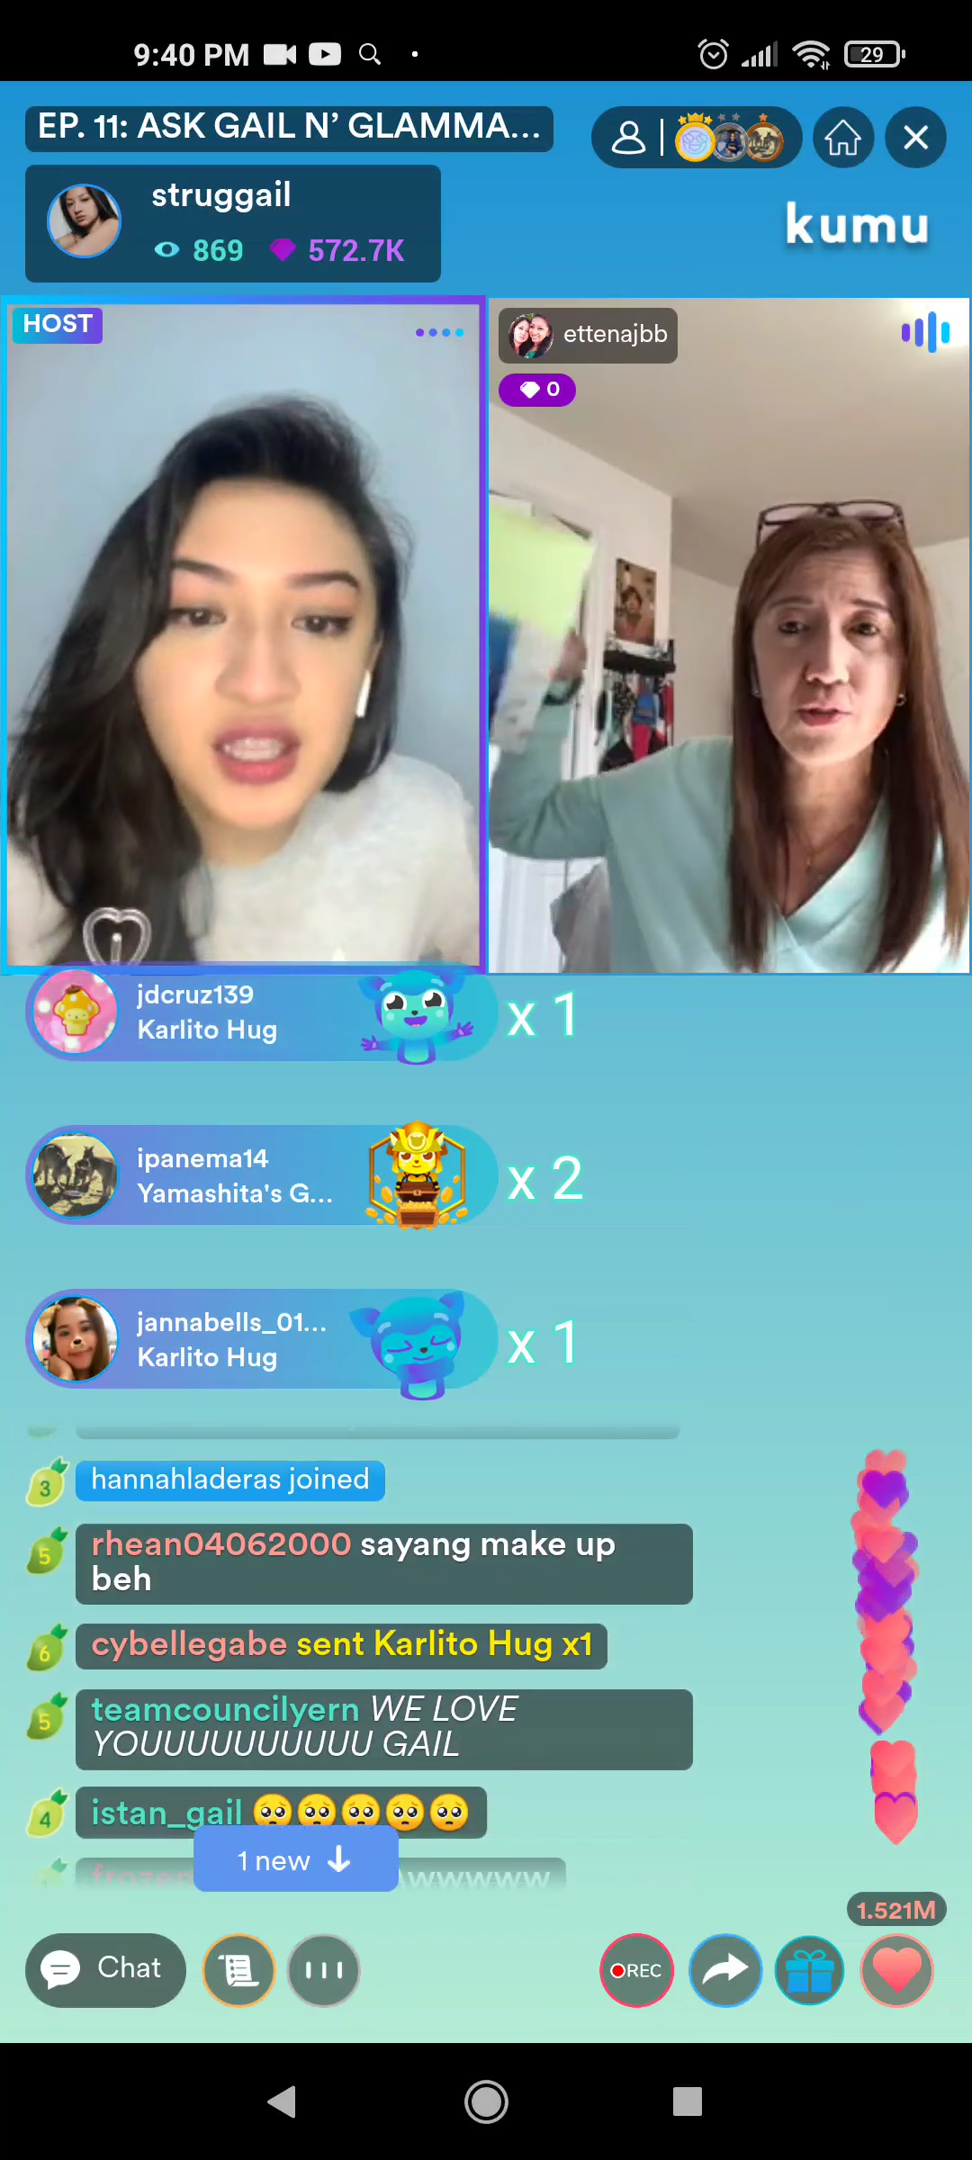 9:40 PM
29
EP. 11: ASK GAIL N’ GLAMMA...
struggail
869 572.7K
kumu
HOST
ettenajbb
0
jdcruz139
Karlito Hug
x 1
ipanema14
Yamashita's G...
x 2
jannabells_01...
Karlito Hug
x 1
3 hannahladeras joined
5 rhean04062000 sayang make up
beh
6 cybellegabe sent Karlito Hug x1
5 teamcouncilyern WE LOVE
YOUUUUUUUUUU GAIL
4 istan_gail 🥺🥺🥺🥺🥺
1 new
1.521M
Chat
REC